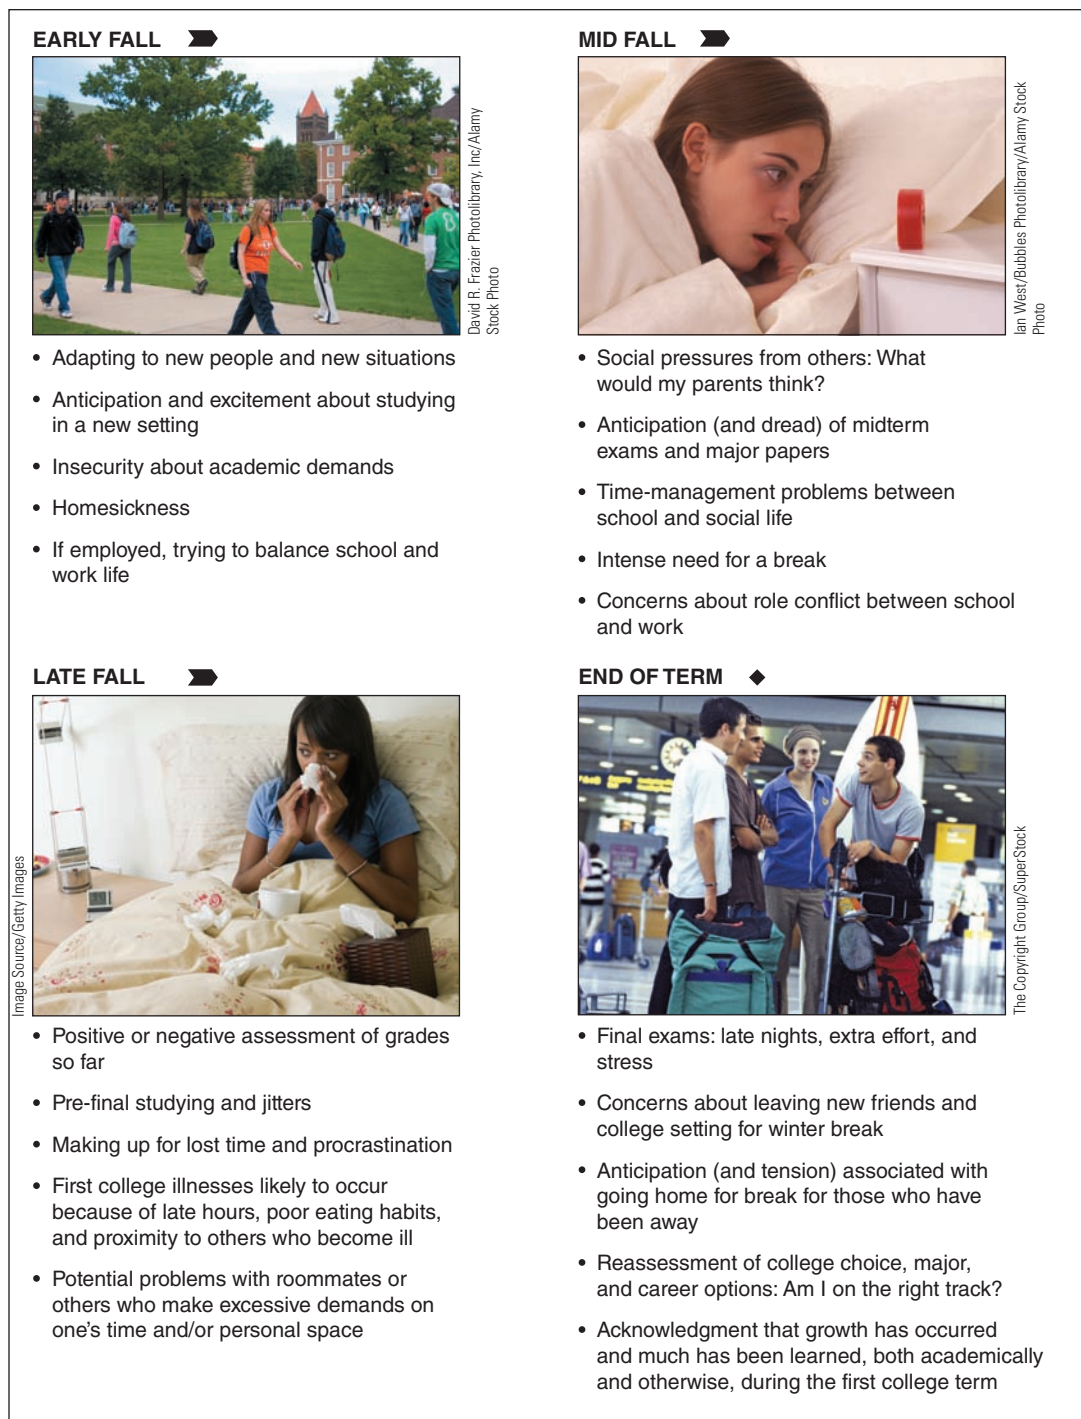 EARLY FALL
David R. Frazier Photolibrary, Inc/Alamy
Stock Photo
• Adapting to new people and new situations
• Anticipation and excitement about studying
in a new setting
• Insecurity about academic demands
• Homesickness
• If employed, trying to balance school and
work life
MID FALL
Ian West/Bubbles Photolibrary/Alamy Stock
Photo
• Social pressures from others: What
would my parents think?
• Anticipation (and dread) of midterm
exams and major papers
• Time-management problems between
school and social life
• Intense need for a break
• Concerns about role conflict between school
and work
LATE FALL
Image Source/Getty Images
• Positive or negative assessment of grades
so far
• Pre-final studying and jitters
• Making up for lost time and procrastination
• First college illnesses likely to occur
because of late hours, poor eating habits,
and proximity to others who become ill
• Potential problems with roommates or
others who make excessive demands on
one's time and/or personal space
END OF TERM
The Copyright Group/SuperStock
• Final exams: late nights, extra effort, and
stress
• Concerns about leaving new friends and
college setting for winter break
• Anticipation (and tension) associated with
going home for break for those who have
been away
• Reassessment of college choice, major,
and career options: Am I on the right track?
• Acknowledgment that growth has occurred
and much has been learned, both academically
and otherwise, during the first college term